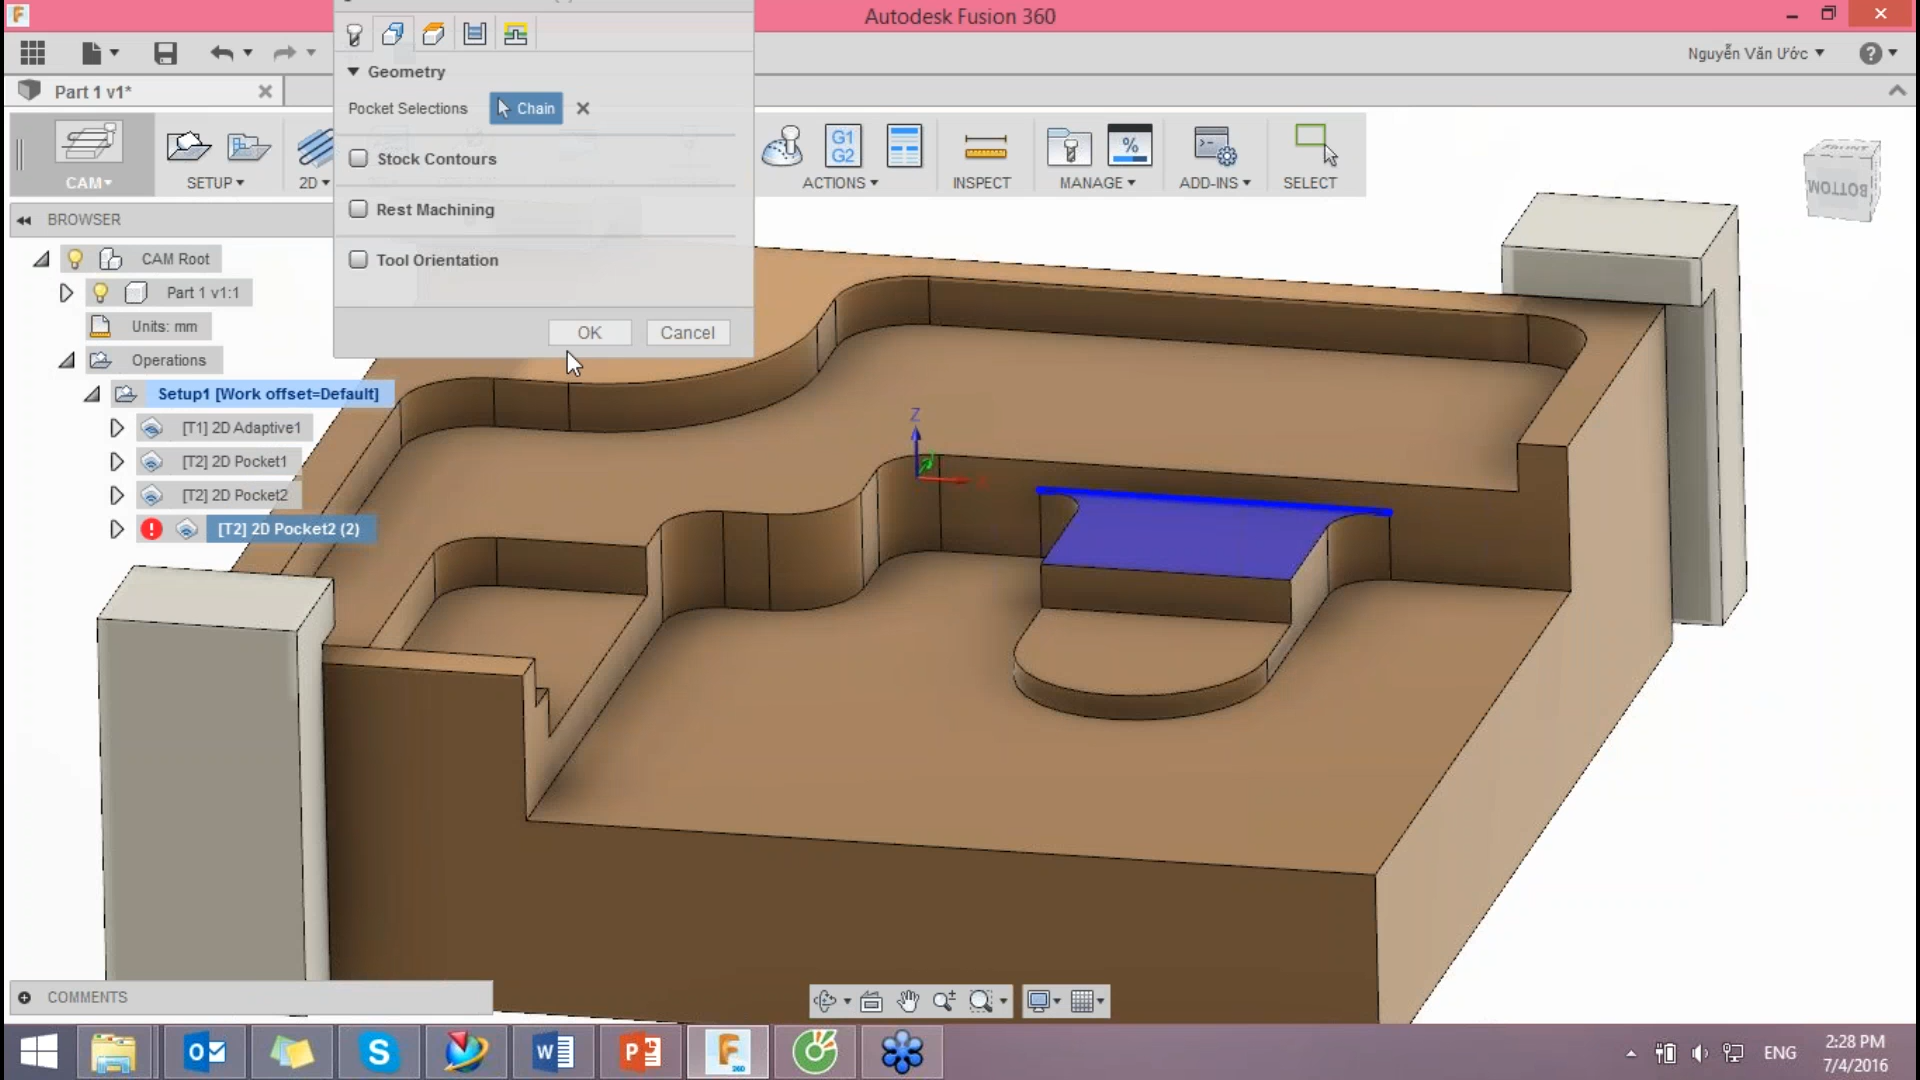 Autodesk Fusion 360
Nguyễn Văn Ước
Part 1 v1*
Geometry
Pocket Selections
Chain
Stock Contours
Rest Machining
Tool Orientation
OK
Cancel
CAM
SETUP
2D
G1
G2
%
ACTIONS
INSPECT
MANAGE
ADD-INS
SELECT
FRONT
BOTTOM
BROWSER
CAM Root
Part 1 v1:1
Units: mm
Operations
Setup1 [Work offset=Default]
[T1] 2D Adaptive1
[T2] 2D Pocket1
[T2] 2D Pocket2
[T2] 2D Pocket2 (2)
Z
COMMENTS
ENG
2:28 PM
7/4/2016